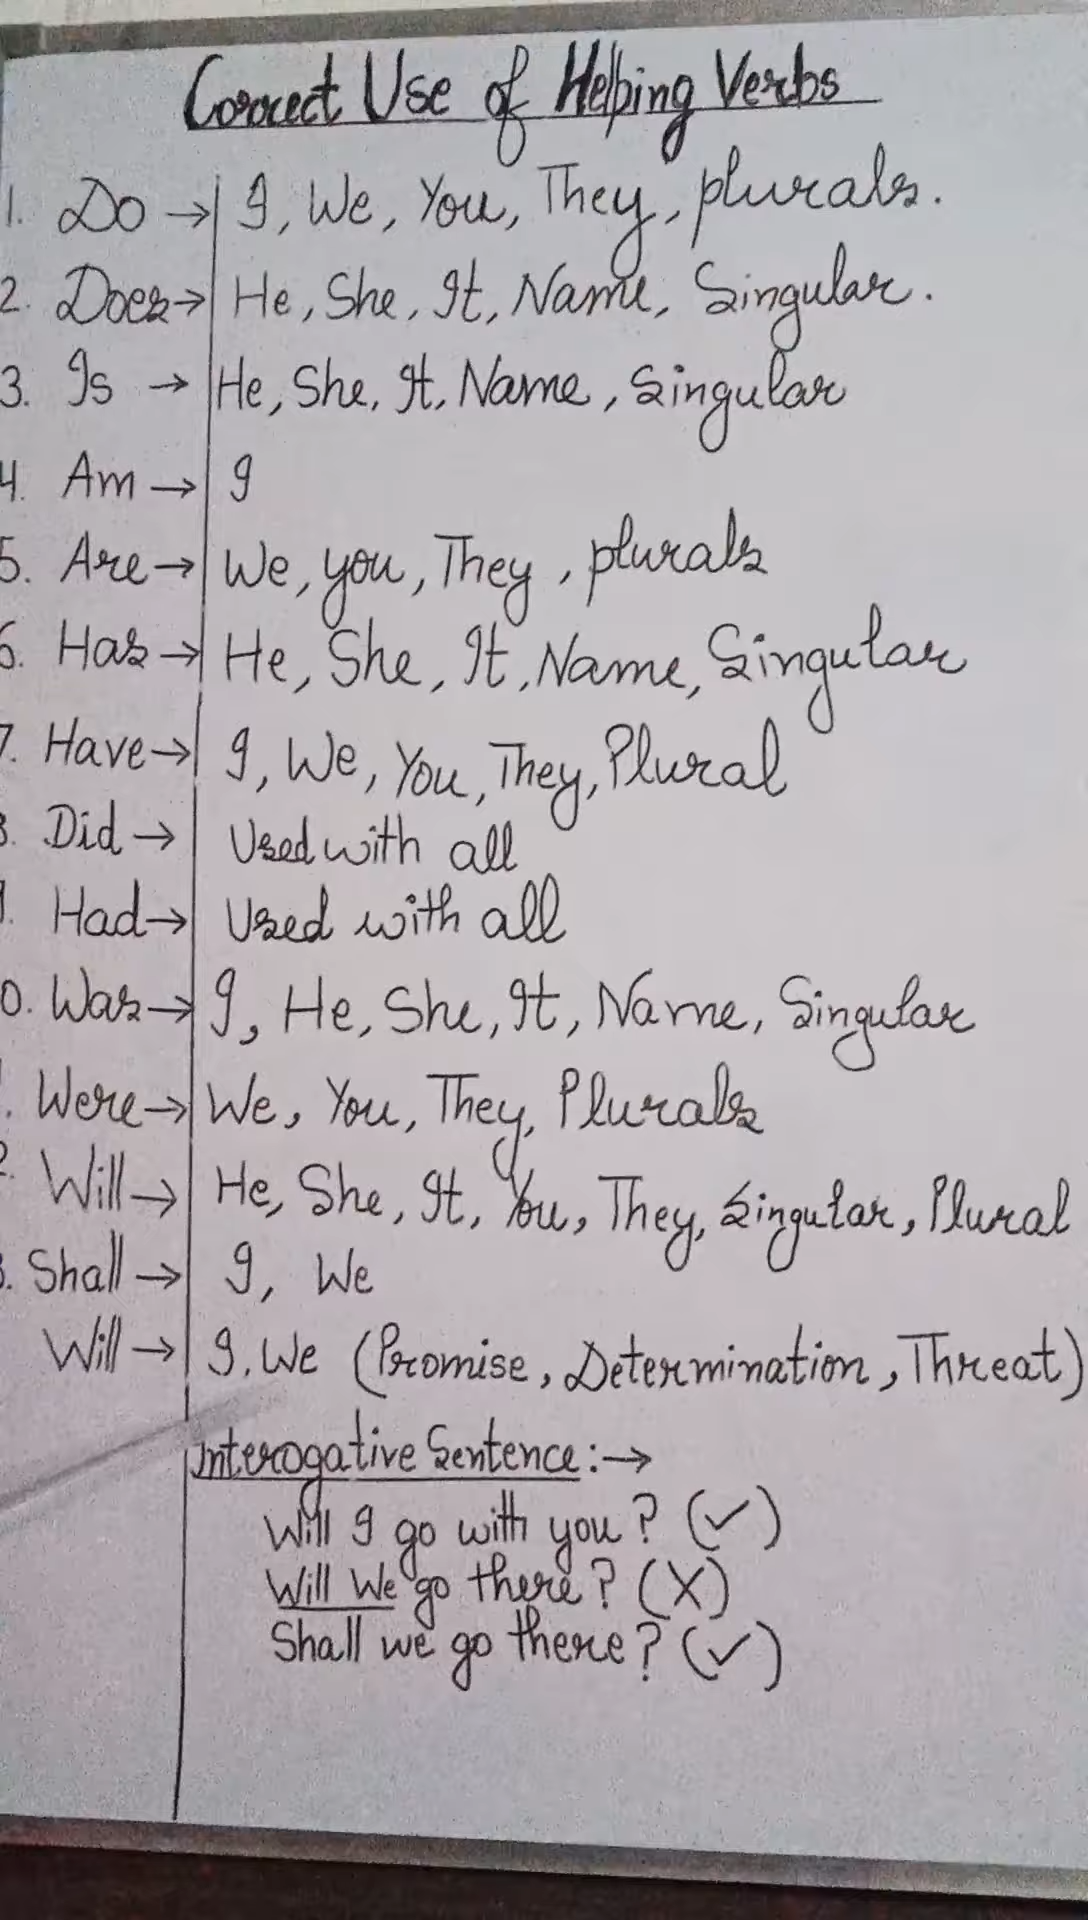 Correct Use of Helping Verbs
1. Do → I, We, You, They, plurals.
2. Does → He, She, It, Name, Singular.
3. Is → He, She, It, Name, Singular
4. Am → I
5. Are → We, you, They, plurals
6. Has → He, She, It, Name, Singular
7. Have → I, We, You, They, Plural
8. Did → Used with all
9. Had → Used with all
0. Was → I, He, She, It, Name, Singular
. Were → We, You, They, Plurals
2. Will → He, She, It, You, They, Singular, Plural
3. Shall → I, We
Will → I, We (Promise, Determination, Threat)
Interogative Sentence :→
Will I go with you? (✓)
Will We go there? (X)
Shall we go there? (✓)